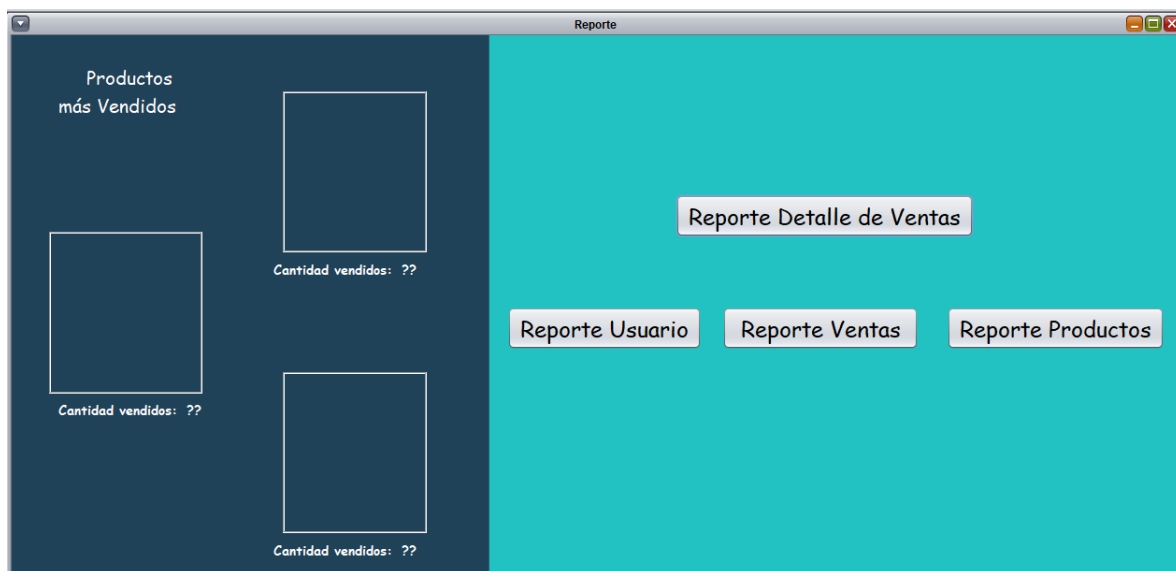 Reporte
Productos
más Vendidos
Cantidad vendidos: ??
Cantidad vendidos: ??
Cantidad vendidos: ??
Reporte Detalle de Ventas
Reporte Usuario
Reporte Ventas
Reporte Productos